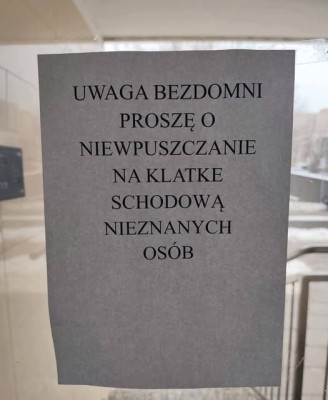 UWAGA BEZDOMNI
PROSZĘ O
NIEWPUSZCZANIE
NA KLATKE
SCHODOWĄ
NIEZNANYCH
OSÓB